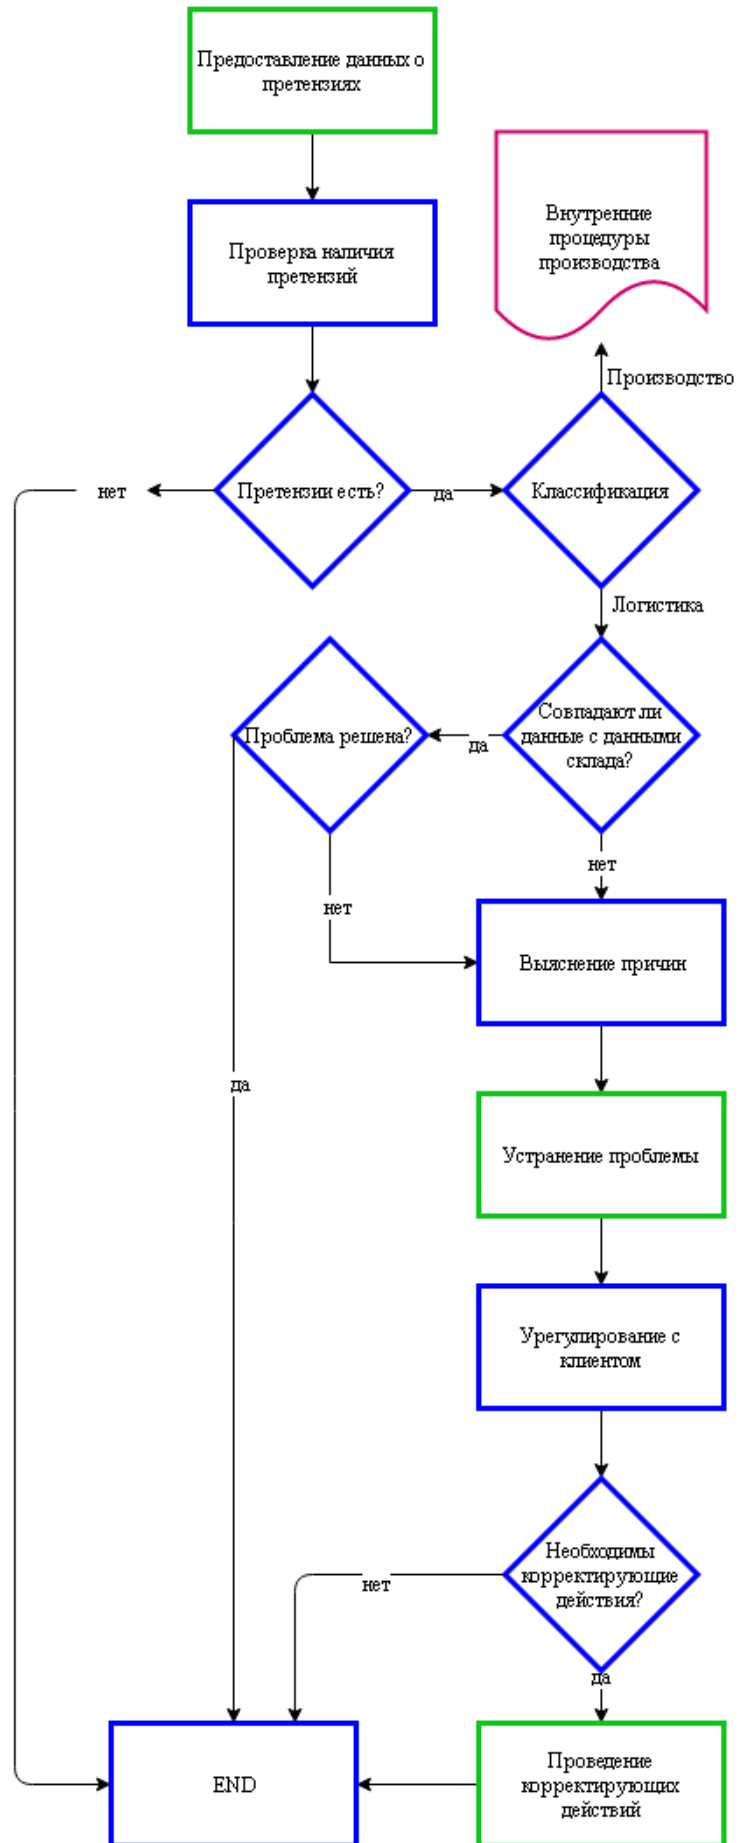 Предоставление данных о
претензиях
Внутренние
процедуры
производства
Проверка наличия
претензий
Производство
нет
Претензии есть?
да
Классификация
Логистика
Проблема решена?
да
Совпадают ли
данные с данными
склада?
нет
нет
Выяснение причин
да
Устранение проблемы
Урегулирование с
клиентом
Необходимы
корректирующие
действия?
нет
да
END
Проведение
корректирующих
действий